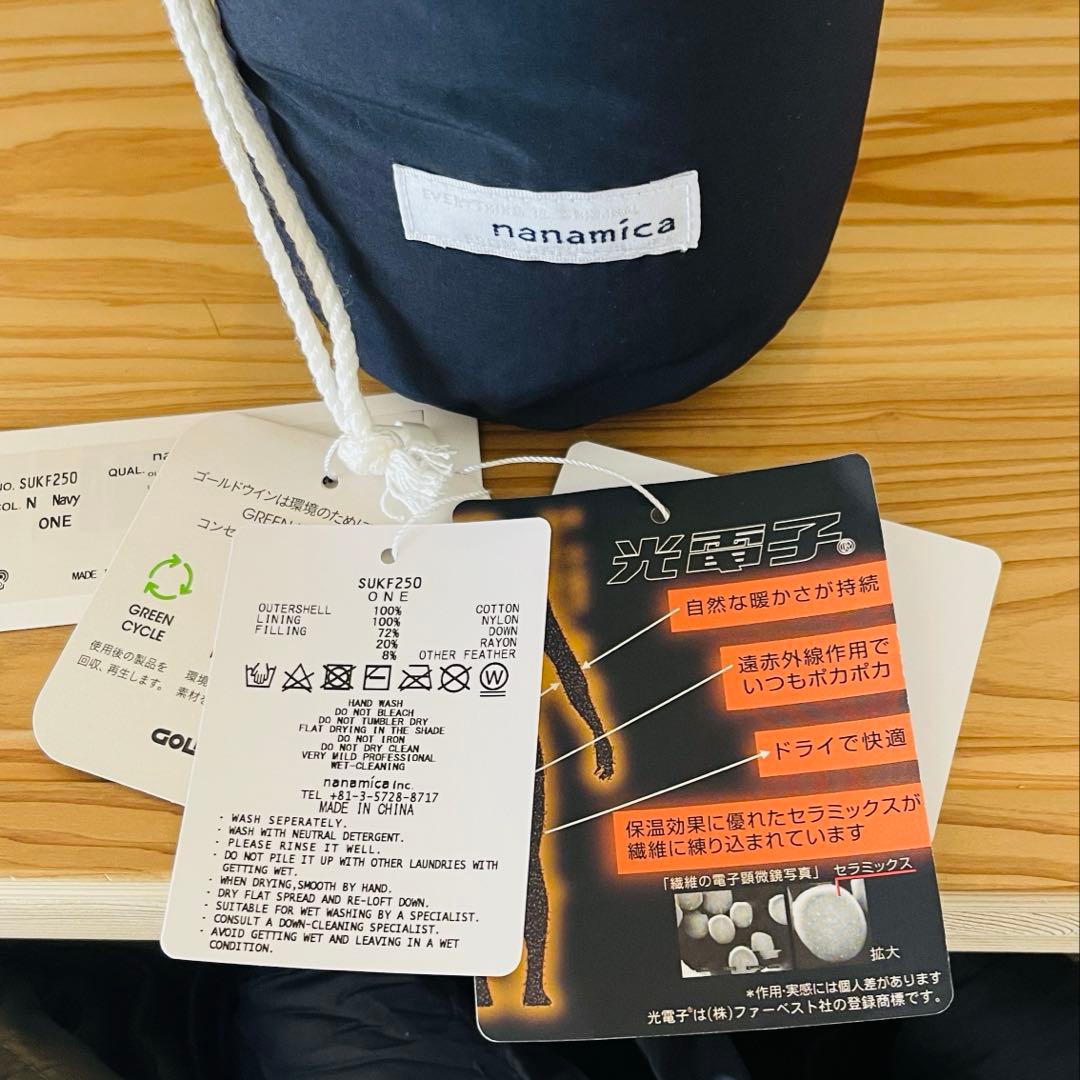 nanamica
NO. SUKF250
COL. N Navy
ONE
QUAL.
MADE
ゴールドウインは環境のために
GREEN
コンセ
GREEN
CYCLE
使用後の製品を
回収、再生します。
環境
素材を
GOL
SUKF250
ONE
OUTERSHELL 100% COTTON
LINING 100% NYLON
FILLING 72% DOWN
20% RAYON
8% OTHER FEATHER
W
HAND WASH
DO NOT BLEACH
DO NOT TUMBLER DRY
FLAT DRYING IN THE SHADE
DO NOT IRON
DO NOT DRY CLEAN
VERY MILD PROFESSIONAL
WET-CLEANING
nanamica inc.
TEL +81-3-5728-8717
MADE IN CHINA
・WASH SEPERATELY.
・WASH WITH NEUTRAL DETERGENT.
・PLEASE RINSE IT WELL.
・DO NOT PILE IT UP WITH OTHER LAUNDRIES WITH
GETTING WET.
・WHEN DRYING,SMOOTH BY HAND.
・DRY FLAT SPREAD AND RE-LOFT DOWN.
・SUITABLE FOR WET WASHING BY A SPECIALIST.
・CONSULT A DOWN-CLEANING SPECIALIST.
・AVOID GETTING WET AND LEAVING IN A WET
CONDITION.
光電子®
自然な暖かさが持続
遠赤外線作用で
いつもポカポカ
ドライで快適
保温効果に優れたセラミックスが
繊維に練り込まれています
「繊維の電子顕微鏡写真」 セラミックス
拡大
*作用・実感には個人差があります
光電子®は(株)ファーベスト社の登録商標です。